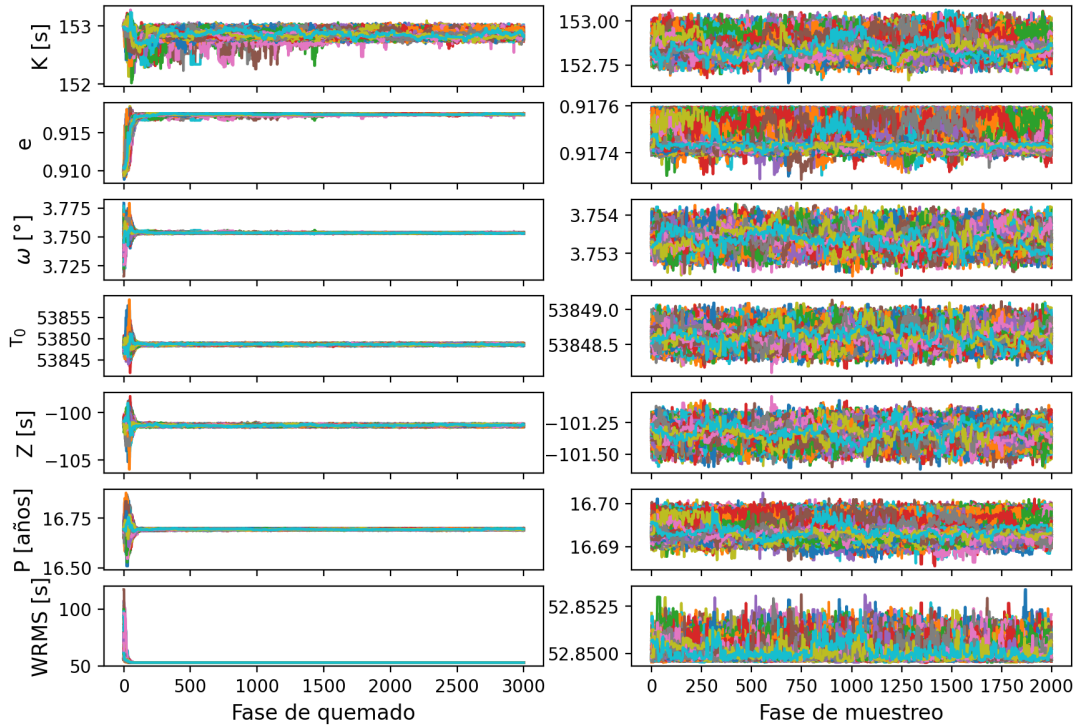 K [s]
153
152
153.00
152.75
e
0.915
0.910
0.9176
0.9174
ω [°]
3.775
3.750
3.725
3.754
3.753
T₀
53855
53850
53845
53849.0
53848.5
Z [s]
−100
−105
−101.25
−101.50
P [años]
16.75
16.50
16.70
16.69
WRMS [s]
100
50
52.8525
52.8500
0 500 1000 1500 2000 2500 3000
0 250 500 750 1000 1250 1500 1750 2000
Fase de quemado
Fase de muestreo